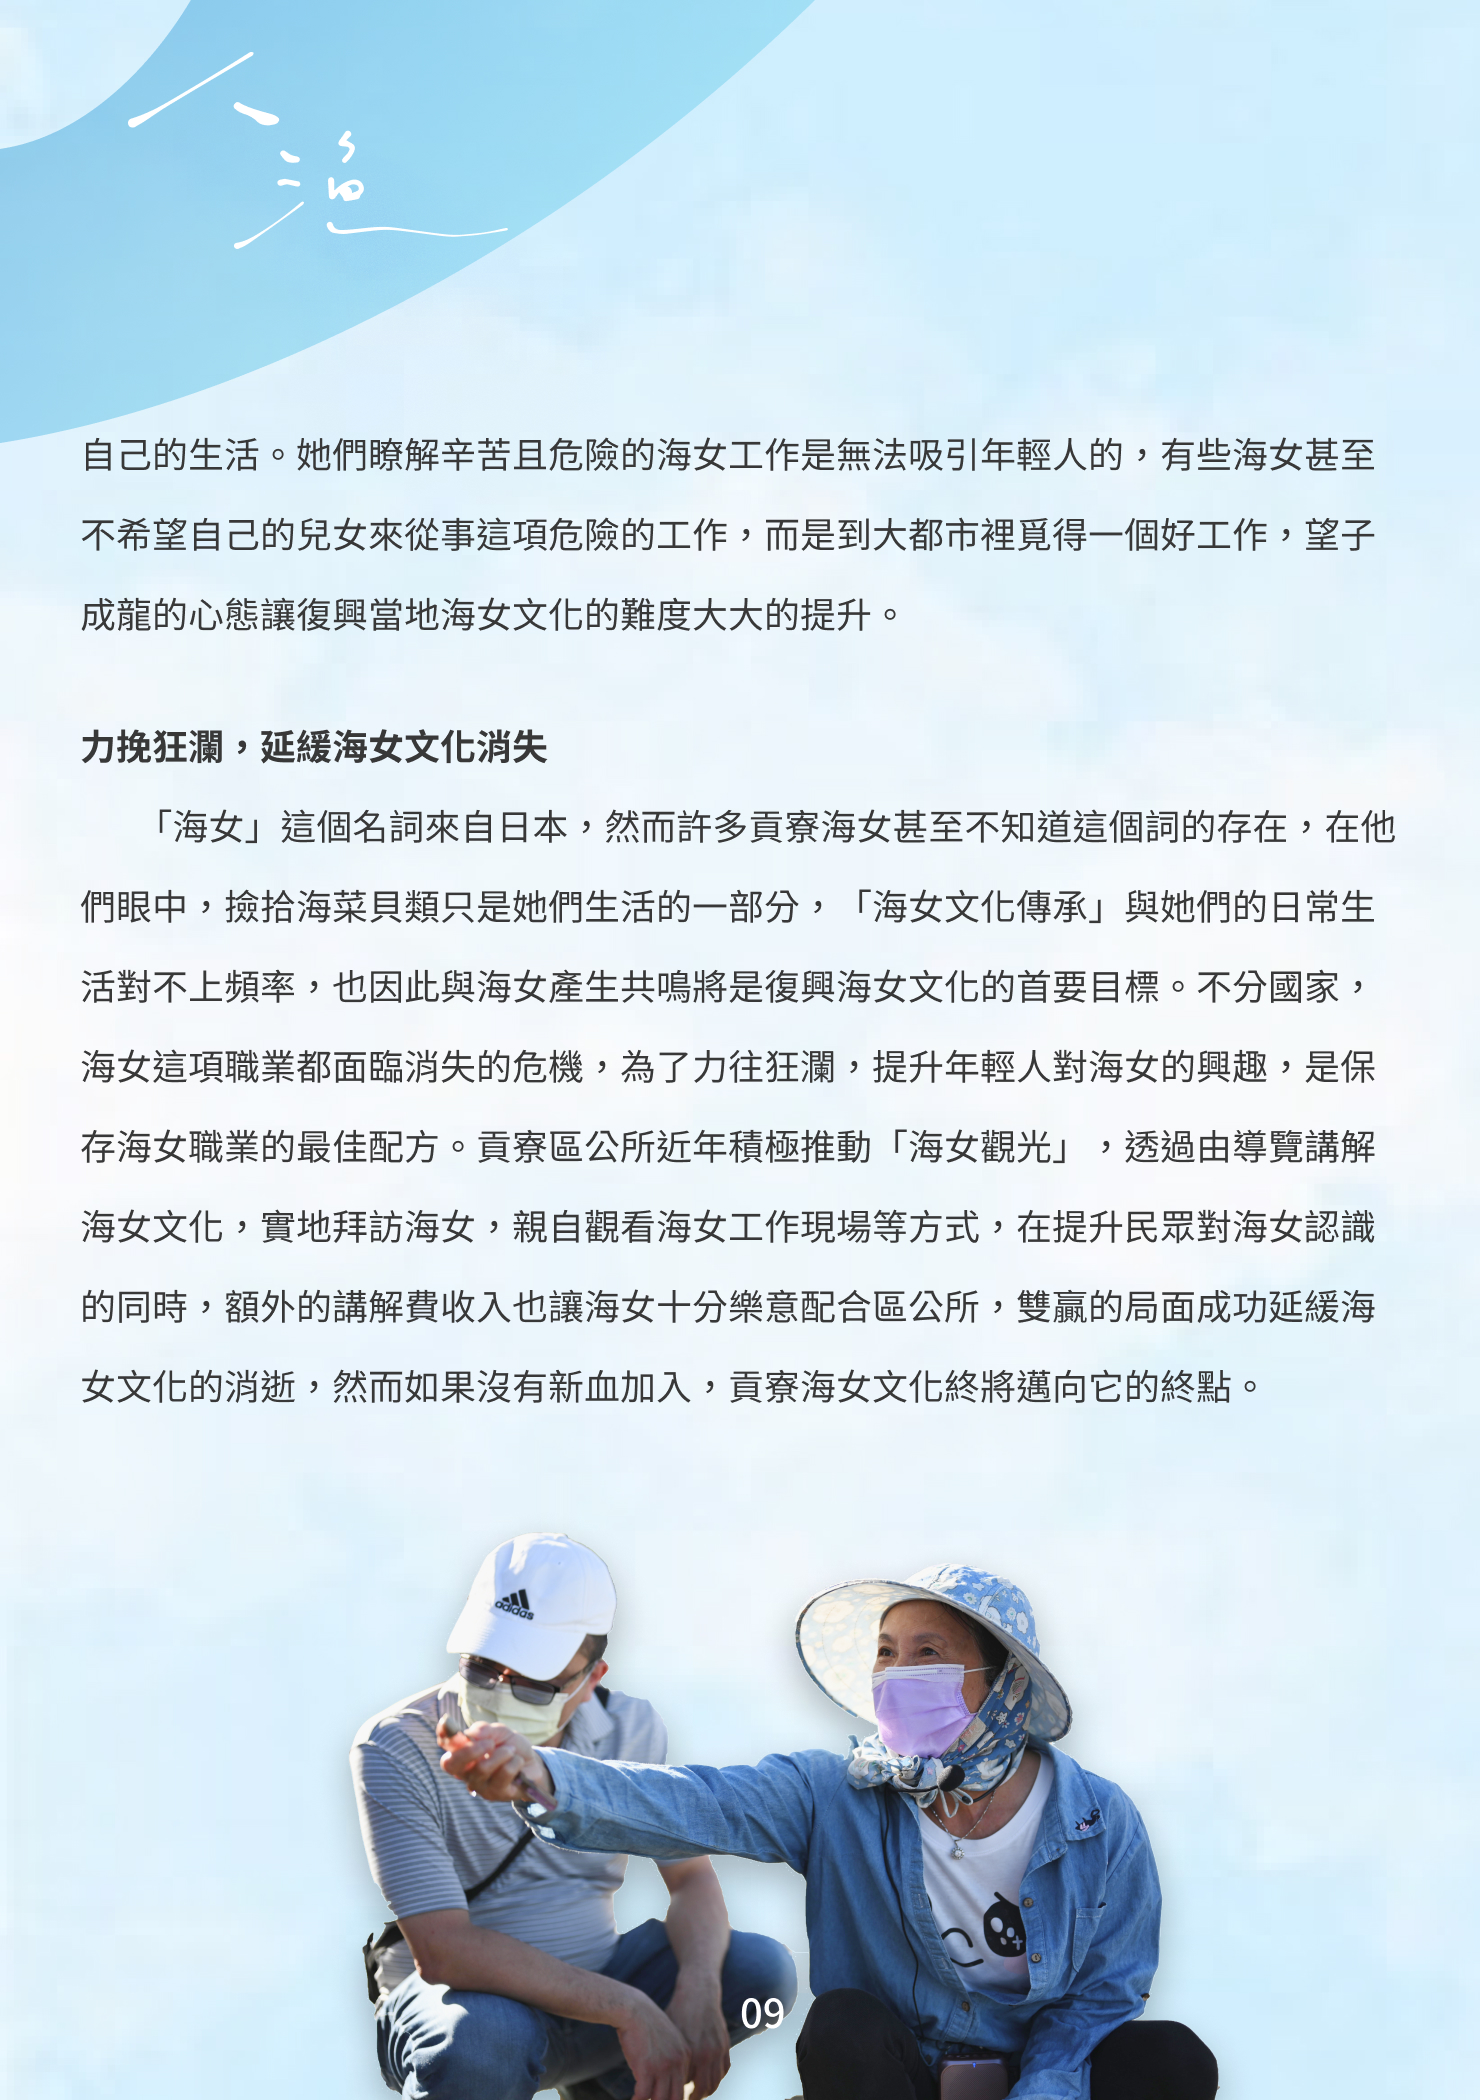 人
漁
自己的生活。她們瞭解辛苦且危險的海女工作是無法吸引年輕人的，有些海女甚至
不希望自己的兒女來從事這項危險的工作，而是到大都市裡覓得一個好工作，望子
成龍的心態讓復興當地海女文化的難度大大的提升。
力挽狂瀾，延緩海女文化消失
「海女」這個名詞來自日本，然而許多貢寮海女甚至不知道這個詞的存在，在他
們眼中，撿拾海菜貝類只是她們生活的一部分，「海女文化傳承」與她們的日常生
活對不上頻率，也因此與海女產生共鳴將是復興海女文化的首要目標。不分國家，
海女這項職業都面臨消失的危機，為了力往狂瀾，提升年輕人對海女的興趣，是保
存海女職業的最佳配方。貢寮區公所近年積極推動「海女觀光」，透過由導覽講解
海女文化，實地拜訪海女，親自觀看海女工作現場等方式，在提升民眾對海女認識
的同時，額外的講解費收入也讓海女十分樂意配合區公所，雙贏的局面成功延緩海
女文化的消逝，然而如果沒有新血加入，貢寮海女文化終將邁向它的終點。
adidas
09